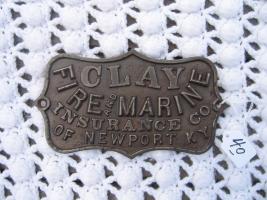 CLAY
FIRE AND MARINE
INSURANCE CO.
OF NEWPORT KY.